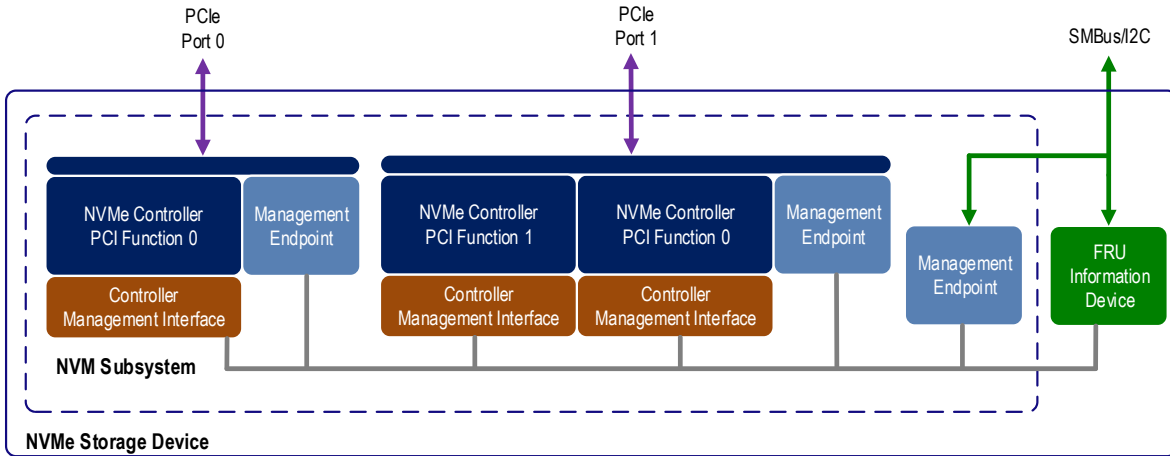 PCIe
Port 0
PCIe
Port 1
SMBus/I2C
NVMe Controller
PCI Function 0
Management
Endpoint
NVMe Controller
PCI Function 1
NVMe Controller
PCI Function 0
Management
Endpoint
Management
Endpoint
FRU
Information
Device
Controller
Management Interface
Controller
Management Interface
Controller
Management Interface
NVM Subsystem
NVMe Storage Device